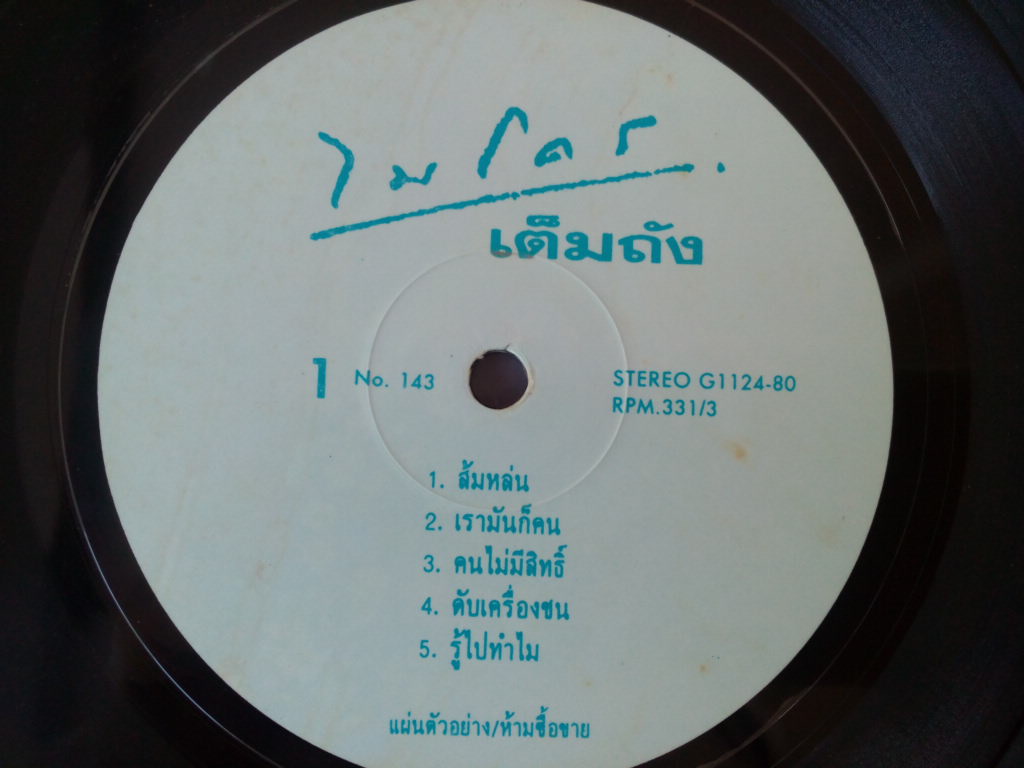 ไมโคร
เต็มถัง
1 No. 143
STEREO G1124-80
RPM.331/3
1. ส้มหล่น
2. เรามันก็คน
3. คนไม่มีสิทธิ์
4. ดับเครื่องชน
5. รู้ไปทำไม
แผ่นตัวอย่าง/ห้ามซื้อขาย